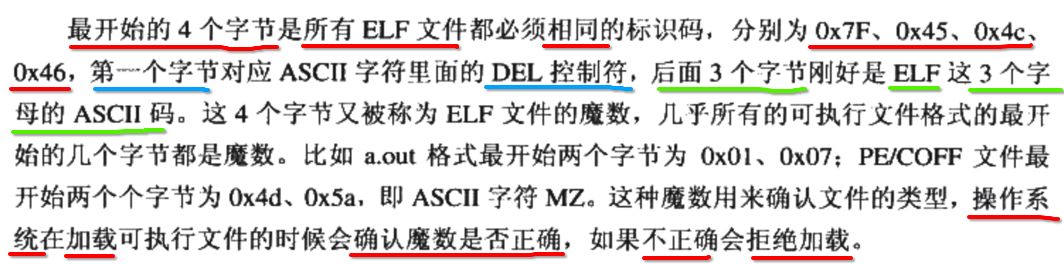 最开始的 4 个字节是所有 ELF 文件都必须相同的标识码，分别为 0x7F、0x45、0x4c、
0x46，第一个字节对应 ASCII 字符里面的 DEL 控制符，后面 3 个字节刚好是 ELF 这 3 个字
母的 ASCII 码。这 4 个字节又被称为 ELF 文件的魔数，几乎所有的可执行文件格式的最开
始的几个字节都是魔数。比如 a.out 格式最开始两个字节为 0x01、0x07；PE/COFF 文件最
开始两个个字节为 0x4d、0x5a，即 ASCII 字符 MZ。这种魔数用来确认文件的类型，操作系
统在加载可执行文件的时候会确认魔数是否正确，如果不正确会拒绝加载。